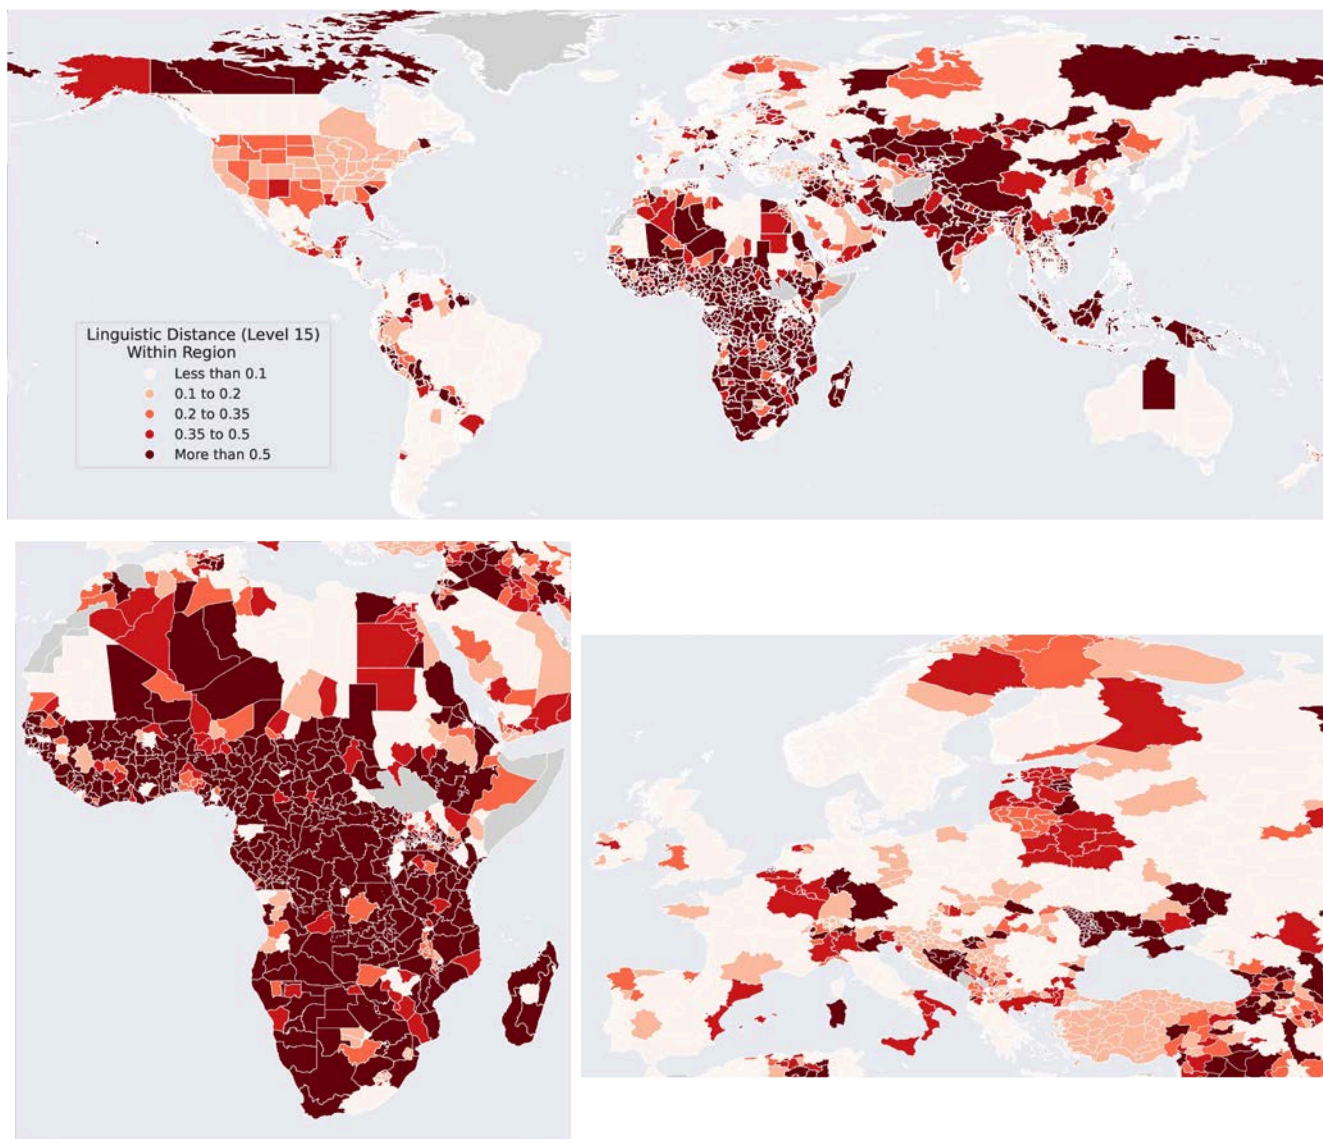 Linguistic Distance (Level 15)
Within Region
Less than 0.1
0.1 to 0.2
0.2 to 0.35
0.35 to 0.5
More than 0.5